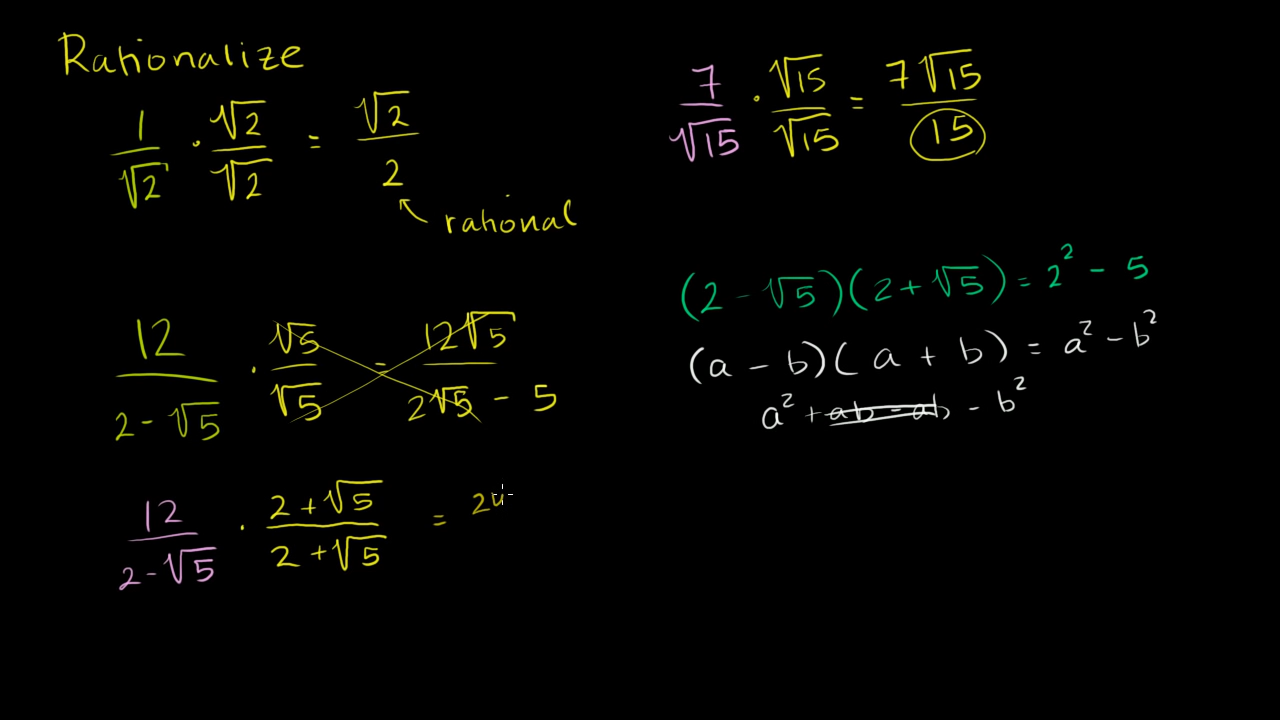 Rationalize
1/√2 · √2/√2 = √2/2
rational
12/(2 - √5) · √5/√5 = 12√5/(2√5 - 5)
12/(2 - √5) · (2 + √5)/(2 + √5) = 24
7/√15 · √15/√15 = 7√15/15
(2 - √5)(2 + √5) = 2² - 5
(a - b)(a + b) = a² - b²
a² + ab - ab - b²